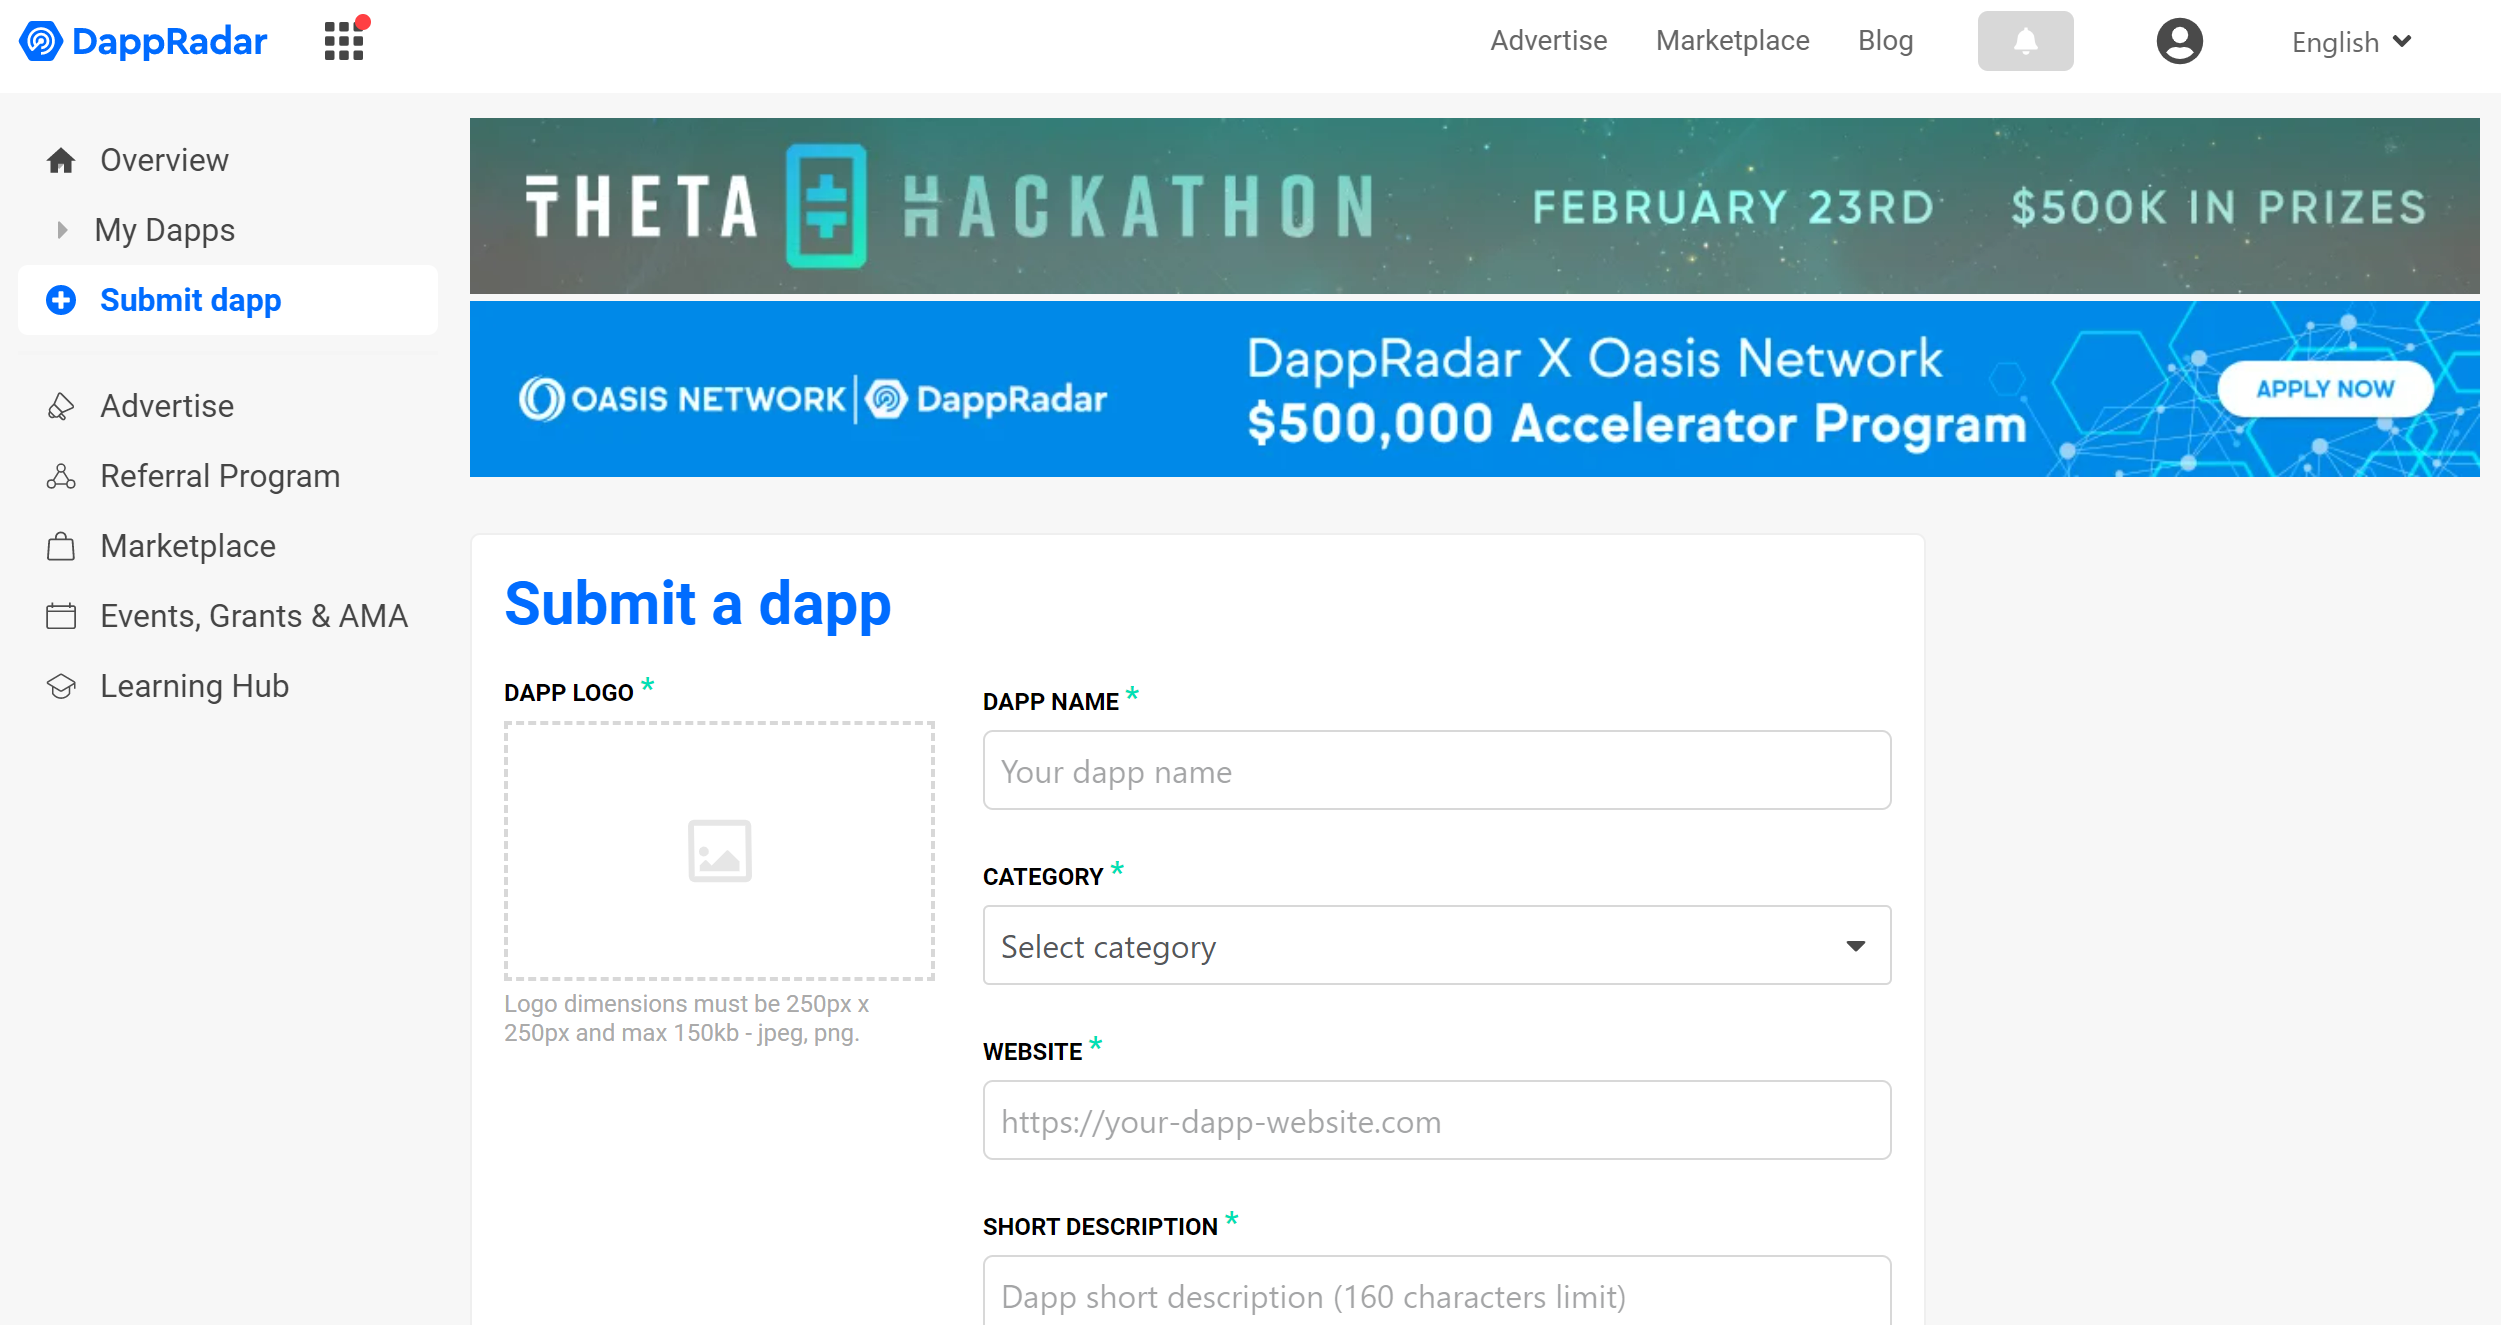 DappRadar
Advertise
Marketplace
Blog
English
Overview
My Dapps
Submit dapp
Advertise
Referral Program
Marketplace
Events, Grants & AMA
Learning Hub
THETA HACKATHON
FEBRUARY 23RD
$500K IN PRIZES
OASIS NETWORK | DappRadar
DappRadar X Oasis Network
$500,000 Accelerator Program
APPLY NOW
Submit a dapp
DAPP LOGO *
Logo dimensions must be 250px x
250px and max 150kb - jpeg, png.
DAPP NAME *
Your dapp name
CATEGORY *
Select category
WEBSITE *
https://your-dapp-website.com
SHORT DESCRIPTION *
Dapp short description (160 characters limit)